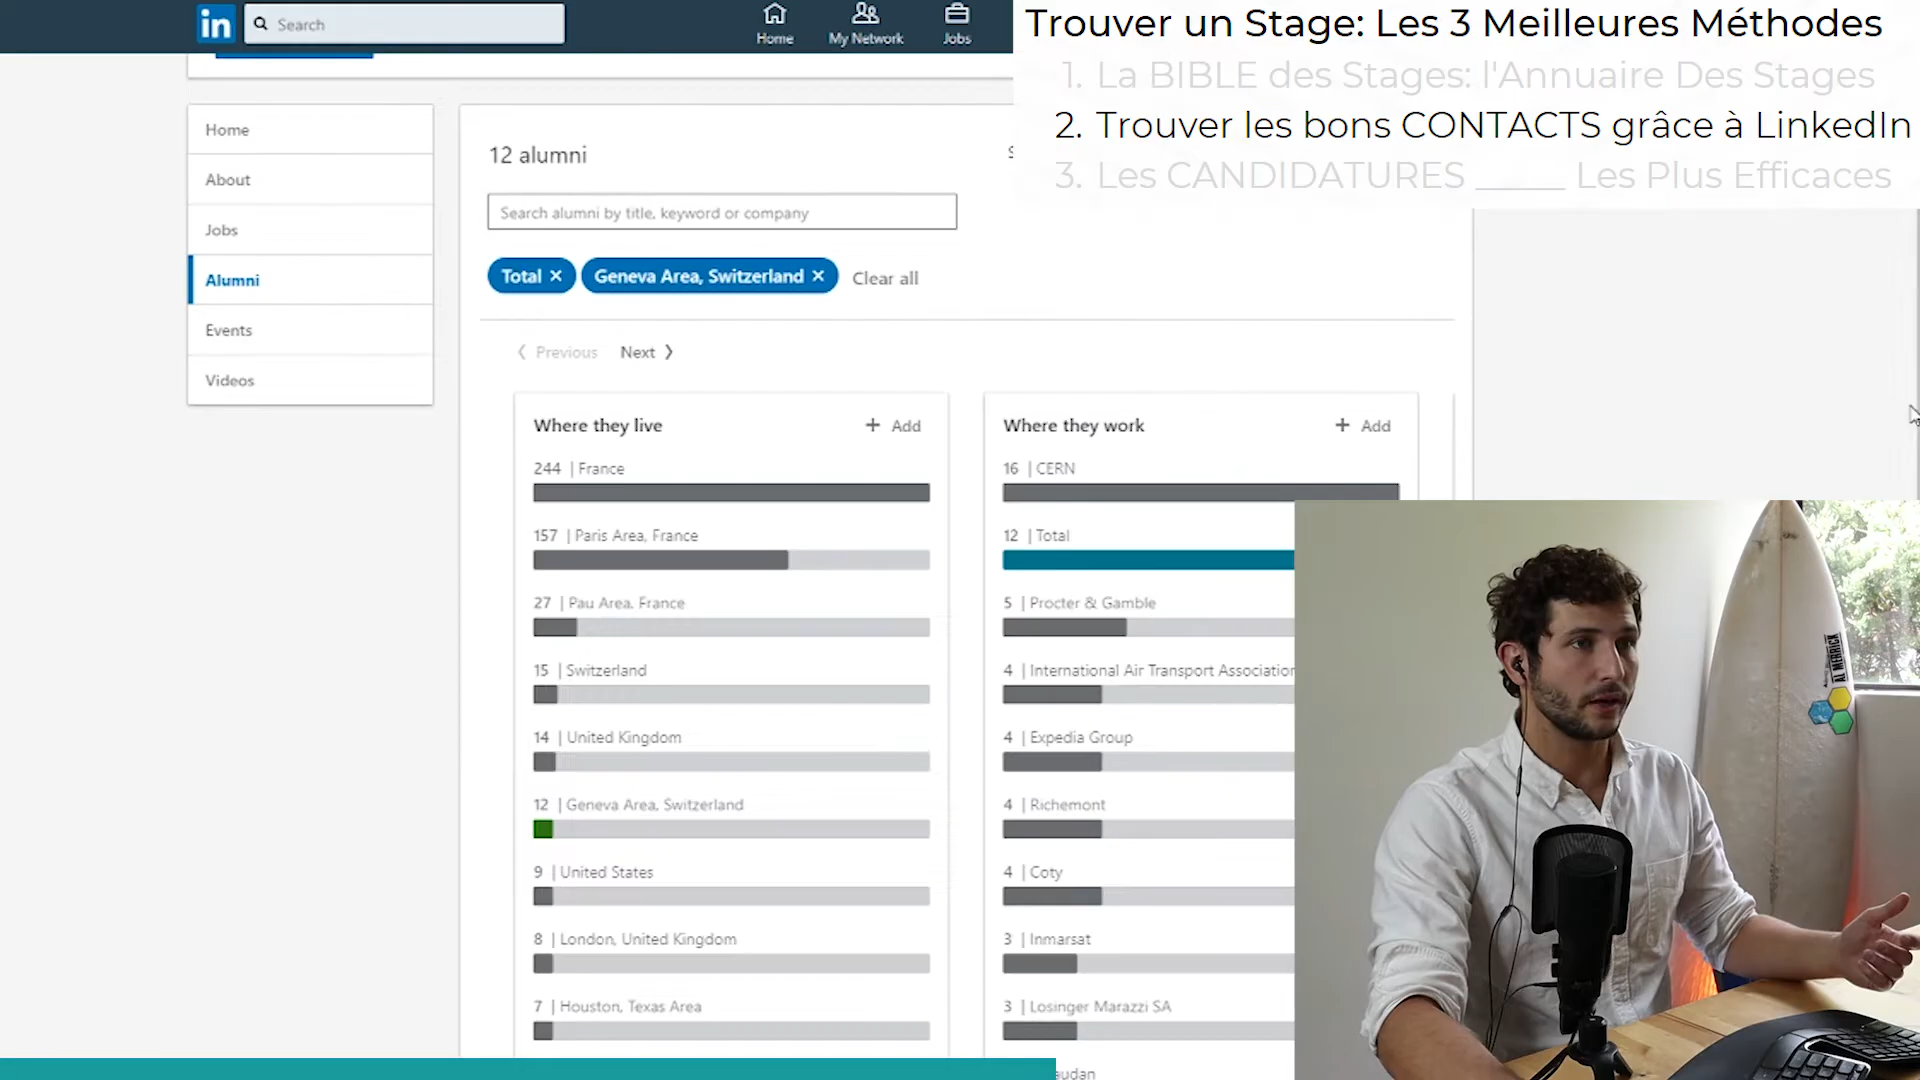 in
Search
Home
My Network
Jobs
Trouver un Stage: Les 3 Meilleures Méthodes
1. La BIBLE des Stages: l'Annuaire Des Stages
2. Trouver les bons CONTACTS grâce à LinkedIn
3. Les CANDIDATURES _____ Les Plus Efficaces
Home
About
Jobs
Alumni
Events
Videos
12 alumni
Search alumni by title, keyword or company
Total ×
Geneva Area, Switzerland ×
Clear all
Previous
Next
Where they live
+ Add
244 | France
157 | Paris Area, France
27 | Pau Area, France
15 | Switzerland
14 | United Kingdom
12 | Geneva Area, Switzerland
9 | United States
8 | London, United Kingdom
7 | Houston, Texas Area
Where they work
+ Add
16 | CERN
12 | Total
5 | Procter & Gamble
4 | International Air Transport Association
4 | Expedia Group
4 | Richemont
4 | Coty
3 | Inmarsat
3 | Losinger Marazzi SA
AL MERRICK